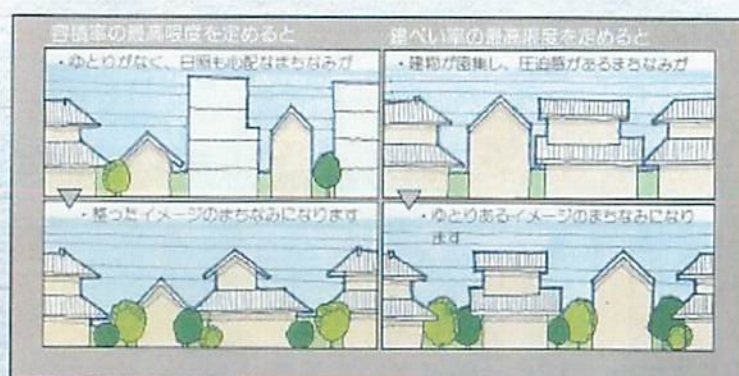 容積率の最高限度を定めると
・ゆとりがなく、日照も心配なまちなみが
・整ったイメージのまちなみになります
建ぺい率の最高限度を定めると
・建物が密集し、圧迫感があるまちなみが
・ゆとりあるイメージのまちなみになり
ます